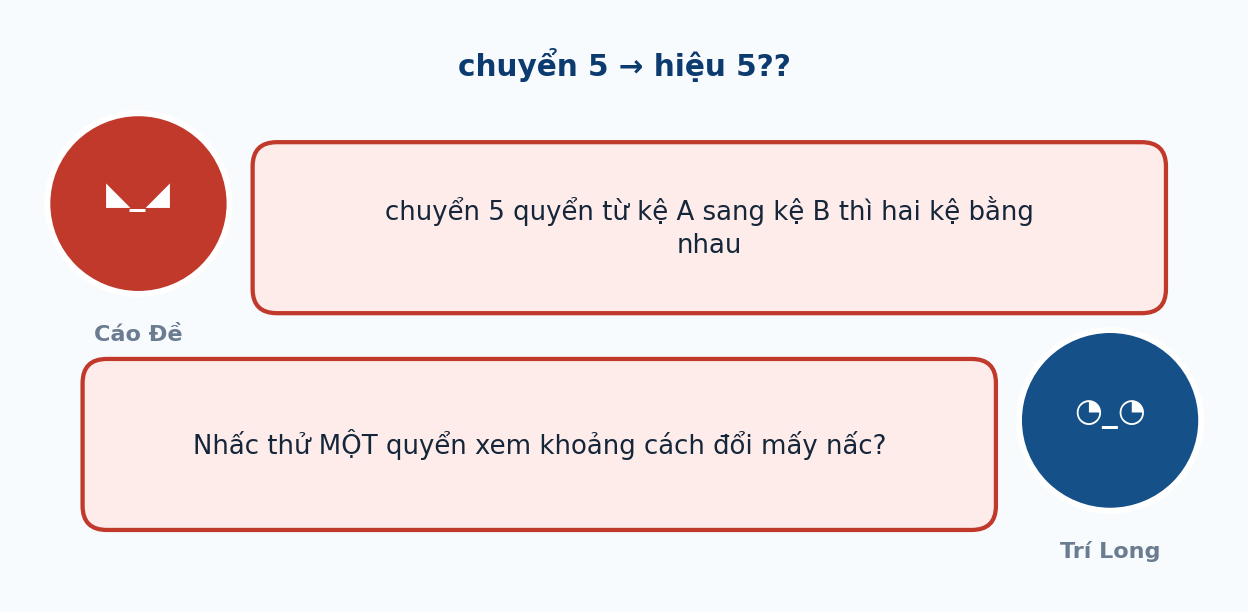 chuyển 5 → hiệu 5??
chuyển 5 quyển từ kệ A sang kệ B thì hai kệ bằng
nhau
Cáo Đề
Nhấc thử MỘT quyển xem khoảng cách đổi mấy nấc?
◔_◔
Trí Long